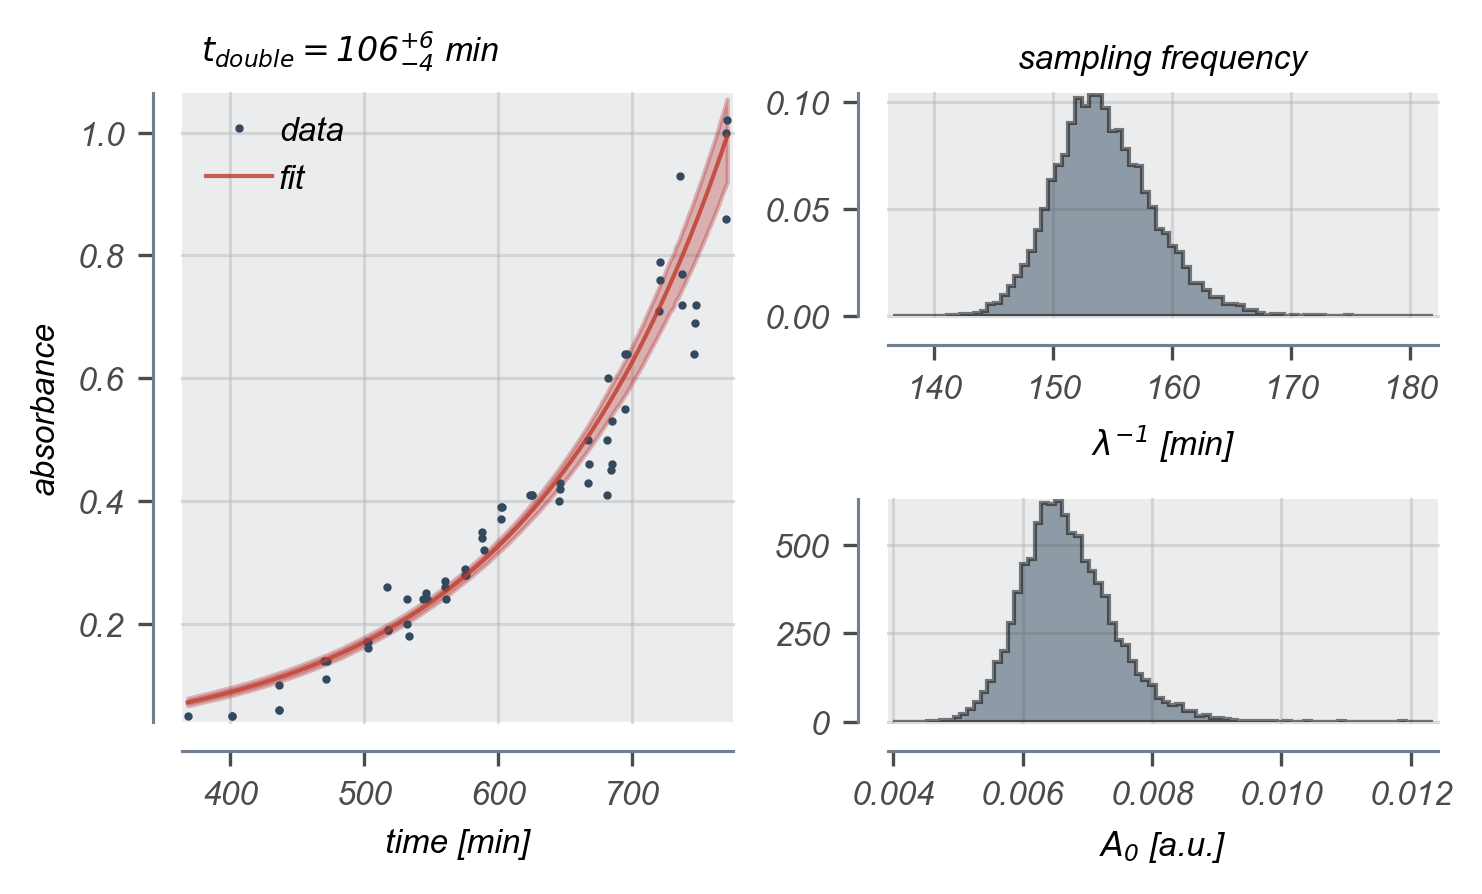 t_double = 106^{+6}_{-4} min
data
fit
1.0
0.8
0.6
0.4
0.2
absorbance
400 500 600 700
time [min]
sampling frequency
0.10
0.05
0.00
140 150 160 170 180
λ^{-1} [min]
500
250
0
0.004 0.006 0.008 0.010 0.012
A_0 [a.u.]